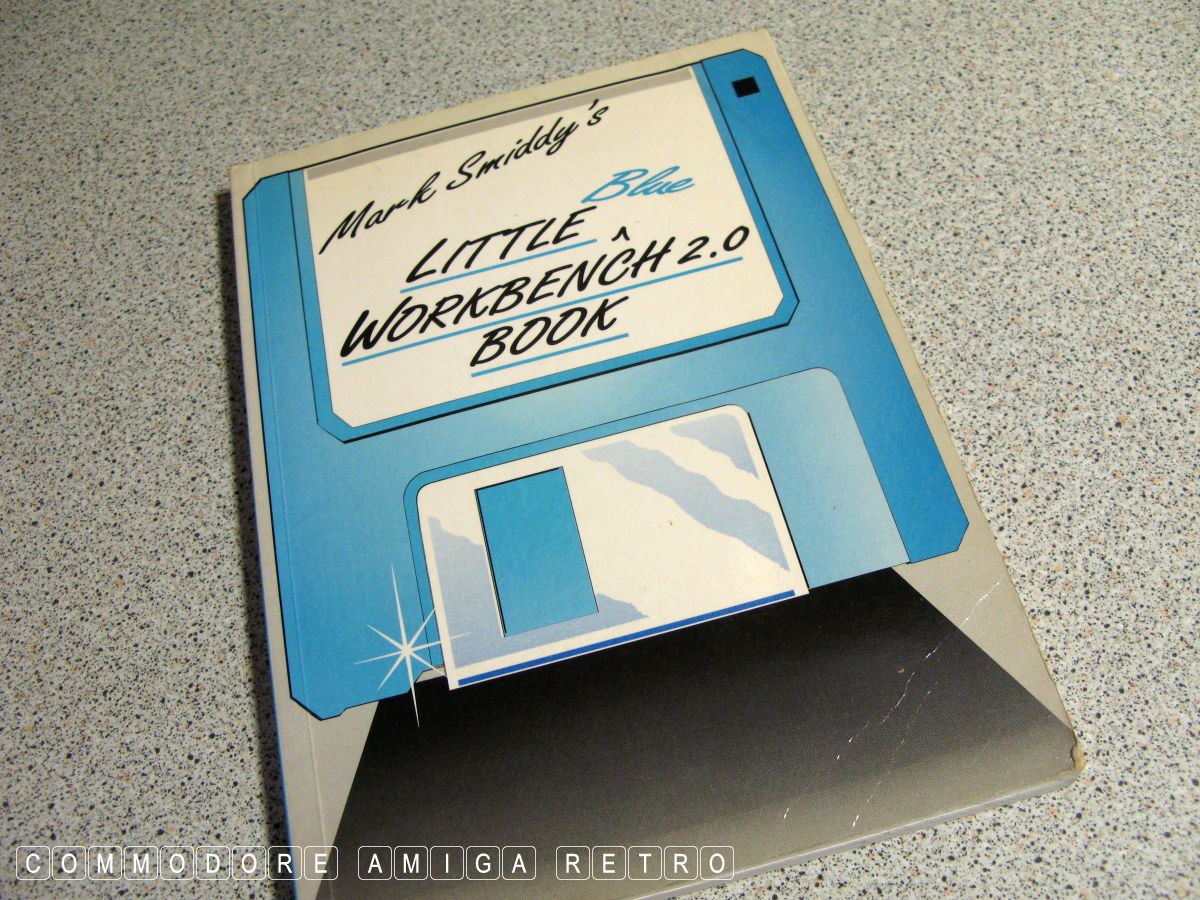 Mark Smiddy's
Blue
LITTLE ^
WORKBENCH 2.0
BOOK
COMMODORE AMIGA RETRO